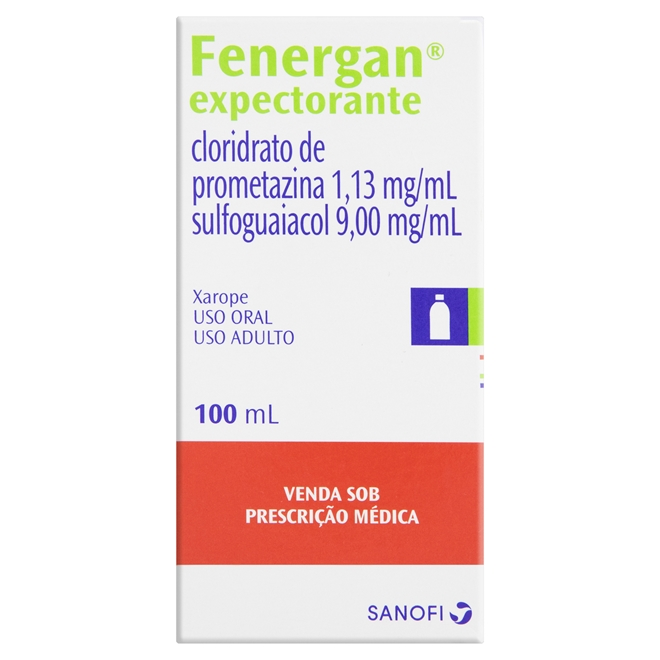 Fenergan®
expectorante
cloridrato de
prometazina 1,13 mg/mL
sulfoguaiacol 9,00 mg/mL
Xarope
USO ORAL
USO ADULTO
100 mL
VENDA SOB
PRESCRIÇÃO MÉDICA
SANOFI